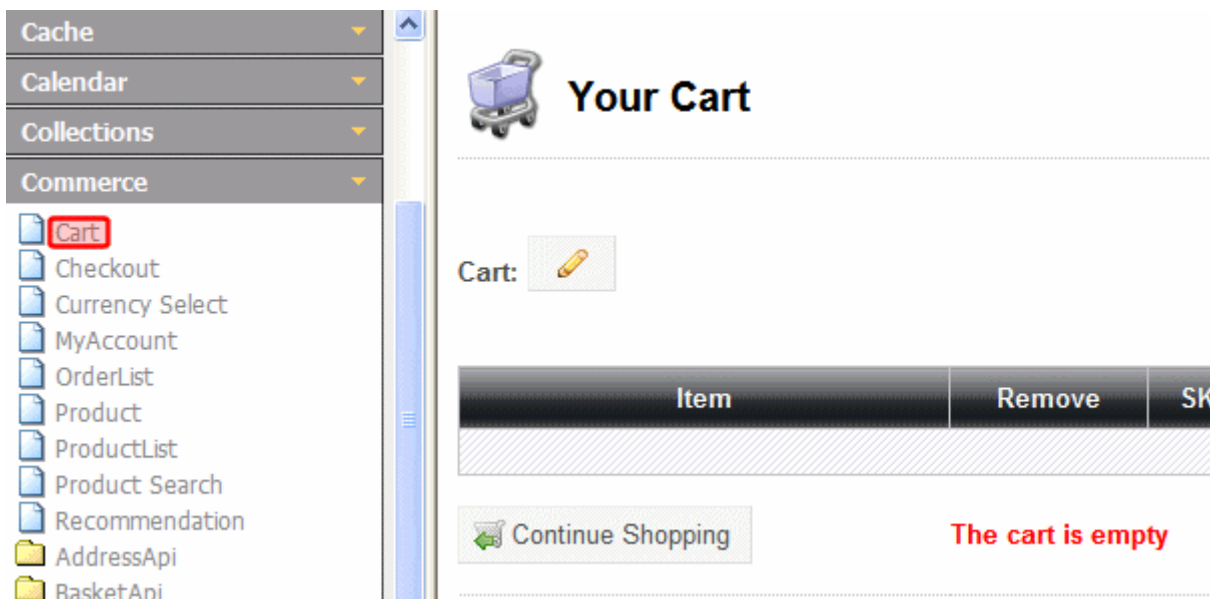 Cache
Calendar
Collections
Commerce
Cart
Checkout
Currency Select
MyAccount
OrderList
Product
ProductList
Product Search
Recommendation
AddressApi
BasketApi
Your Cart
Cart:
Item Remove SK
Continue Shopping The cart is empty